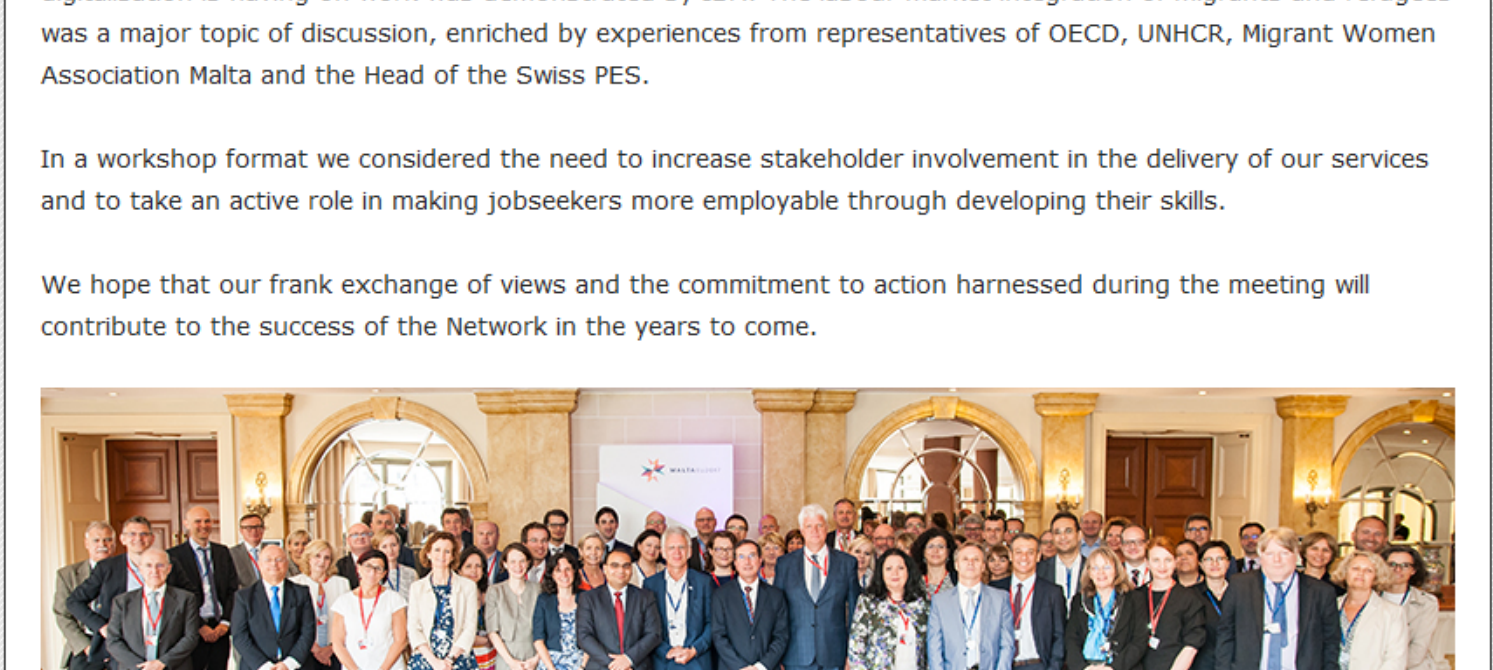 was a major topic of discussion, enriched by experiences from representatives of OECD, UNHCR, Migrant Women
Association Malta and the Head of the Swiss PES.
In a workshop format we considered the need to increase stakeholder involvement in the delivery of our services
and to take an active role in making jobseekers more employable through developing their skills.
We hope that our frank exchange of views and the commitment to action harnessed during the meeting will
contribute to the success of the Network in the years to come.